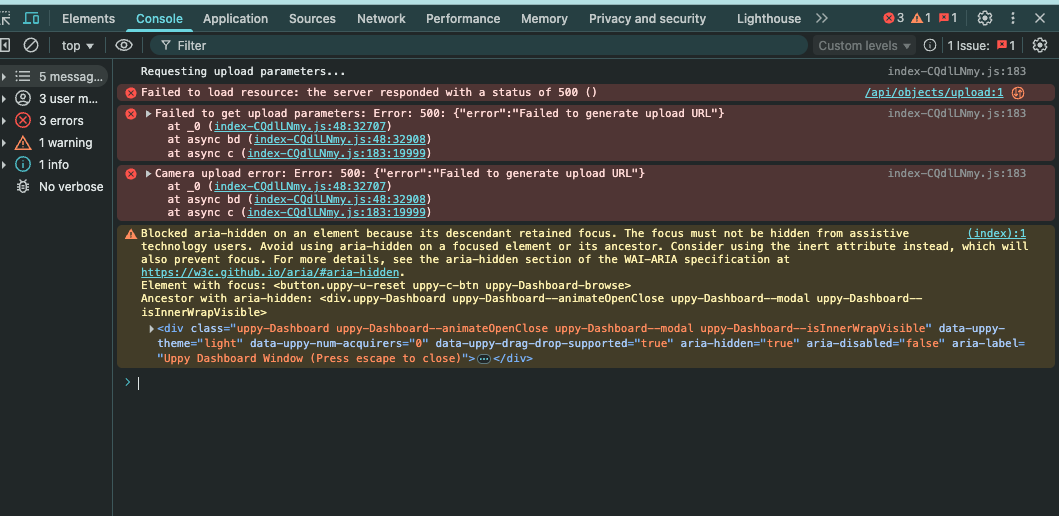 Elements Console Application Sources Network Performance Memory Privacy and security Lighthouse 3 1 1
top Filter Custom levels 1 Issue: 1
5 messag...
3 user m...
3 errors
1 warning
1 info
No verbose
Requesting upload parameters... index-CQdlLNmy.js:183
Failed to load resource: the server responded with a status of 500 () /api/objects/upload:1
Failed to get upload parameters: Error: 500: {"error":"Failed to generate upload URL"} index-CQdlLNmy.js:183
at _0 (index-CQdlLNmy.js:48:32707)
at async bd (index-CQdlLNmy.js:48:32908)
at async c (index-CQdlLNmy.js:183:19999)
Camera upload error: Error: 500: {"error":"Failed to generate upload URL"} index-CQdlLNmy.js:183
at _0 (index-CQdlLNmy.js:48:32707)
at async bd (index-CQdlLNmy.js:48:32908)
at async c (index-CQdlLNmy.js:183:19999)
Blocked aria-hidden on an element because its descendant retained focus. The focus must not be hidden from assistive (index):1
technology users. Avoid using aria-hidden on a focused element or its ancestor. Consider using the inert attribute instead, which will
also prevent focus. For more details, see the aria-hidden section of the WAI-ARIA specification at
https://w3c.github.io/aria/#aria-hidden.
Element with focus: <button.uppy-u-reset uppy-c-btn uppy-Dashboard-browse>
Ancestor with aria-hidden: <div.uppy-Dashboard uppy-Dashboard--animateOpenClose uppy-Dashboard--modal uppy-Dashboard--
isInnerWrapVisible>
<div class="uppy-Dashboard uppy-Dashboard--animateOpenClose uppy-Dashboard--modal uppy-Dashboard--isInnerWrapVisible" data-uppy-
theme="light" data-uppy-num-acquirers="0" data-uppy-drag-drop-supported="true" aria-hidden="true" aria-disabled="false" aria-label=
"Uppy Dashboard Window (Press escape to close)">…</div>